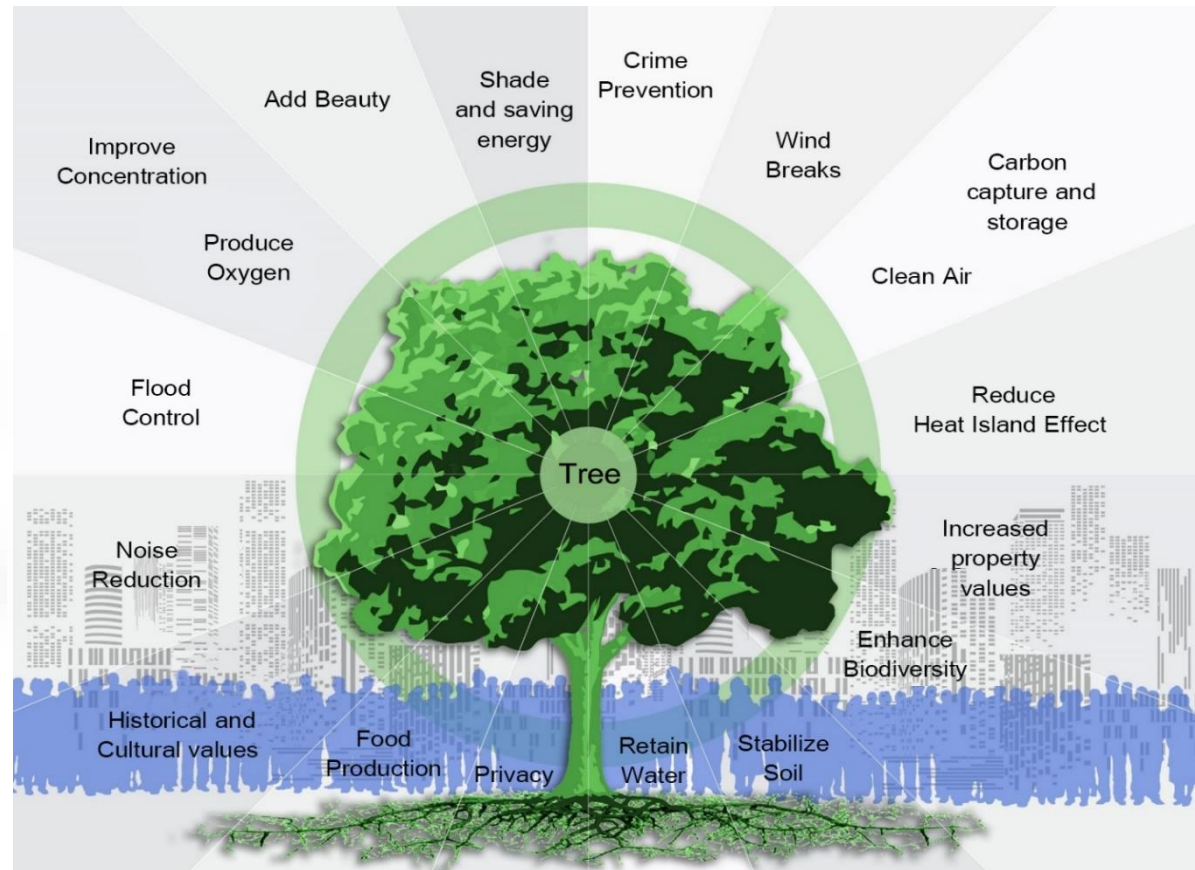 Crime
Prevention
Shade
and saving
energy
Add Beauty
Wind
Breaks
Improve
Concentration
Carbon
capture and
storage
Produce
Oxygen
Clean Air
Flood
Control
Reduce
Heat Island Effect
Tree
Noise
Reduction
Increased
property
values
Enhance
Biodiversity
Historical and
Cultural values
Food
Production
Privacy
Retain
Water
Stabilize
Soil